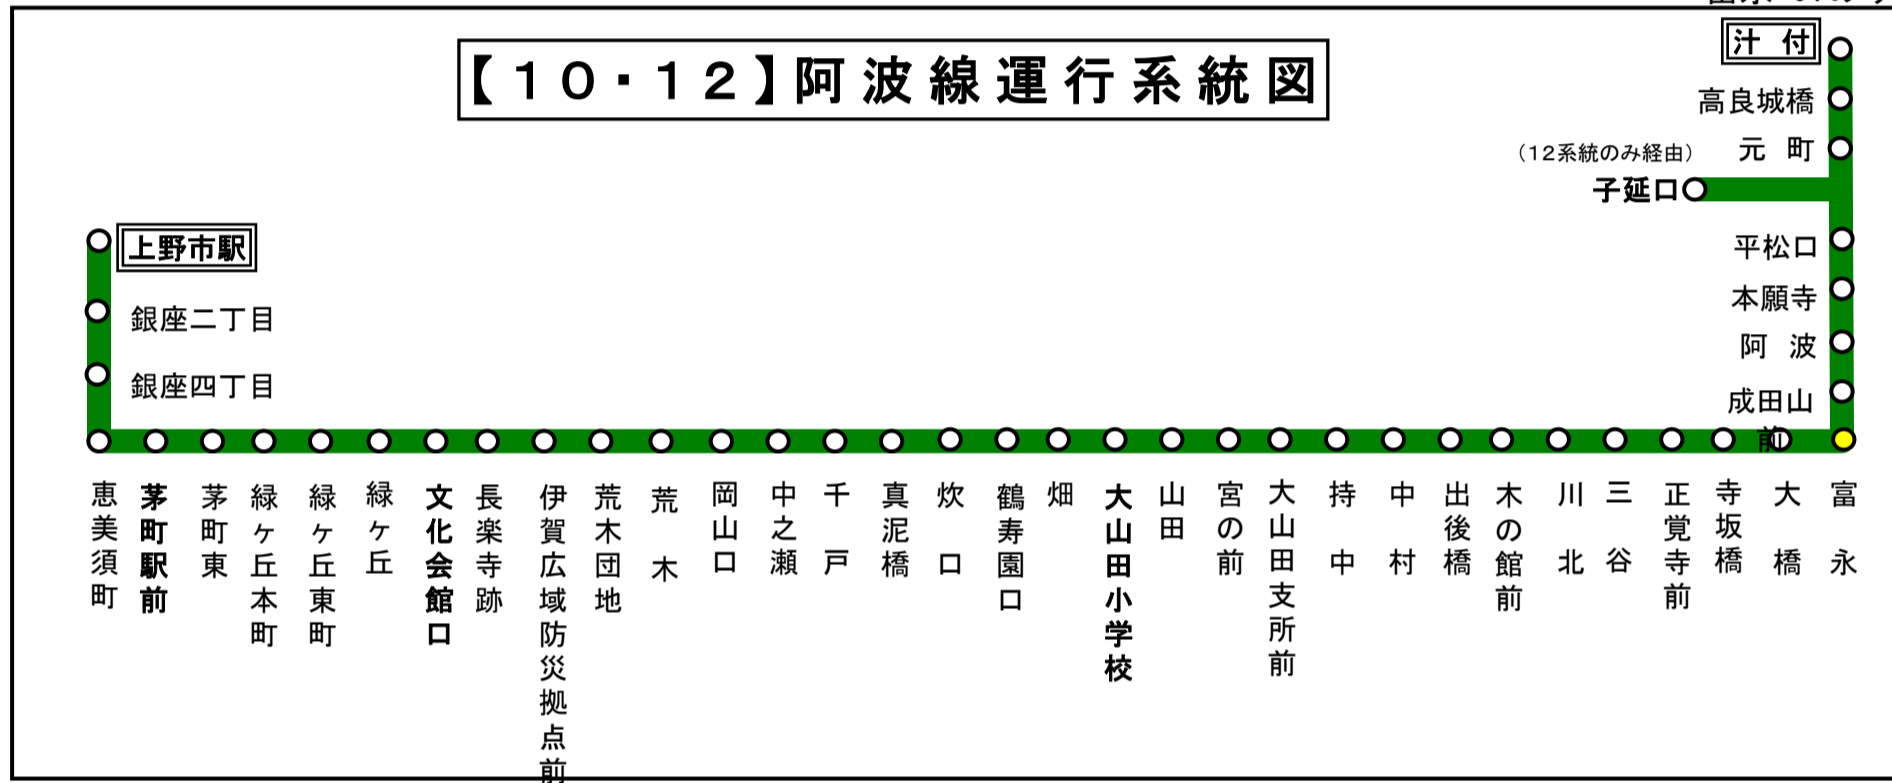 【１０・１２】阿波線運行系統図
汁 付
高良城橋
元 町
（12系統のみ経由）
子延口
平松口
本願寺
阿 波
成田山
前
上野市駅
銀座二丁目
銀座四丁目
恵美須町
茅町駅前
茅町東
緑ヶ丘本町
緑ヶ丘東町
緑ヶ丘
文化会館口
長楽寺跡
伊賀広域防災拠点前
荒木団地
荒 木
岡山口
中之瀬
千 戸
真泥橋
炊 口
鶴寿園口
畑
大山田小学校
山田
宮の前
大山田支所前
持 中
中 村
出後橋
木の館前
川 北
三 谷
正覚寺前
寺坂橋
大 橋
富 永